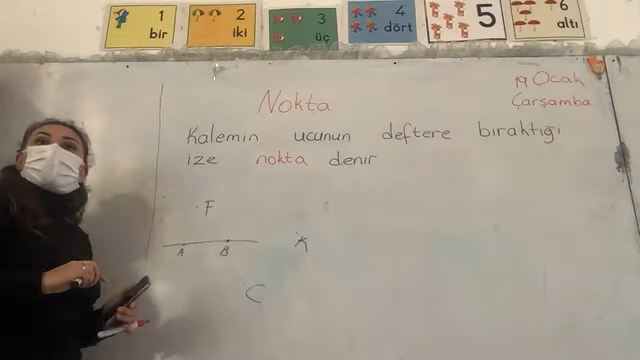 1
bir
2
iki
3
üç
4
dört
5
6
altı
19 Ocak
Çarşamba
Nokta
Kalemin ucunun deftere bıraktığı
ize nokta denir
F
A B
K
C